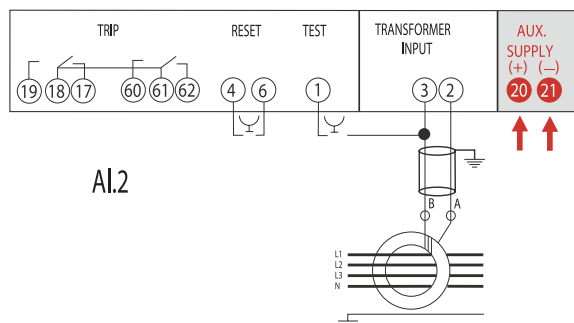 TRIP
RESET
TEST
TRANSFORMER
INPUT
AUX.
SUPPLY
(+) (—)
19 18 17 60 61 62 4 6 1 3 2 20 21
AI.2
B A
L1
L2
L3
N